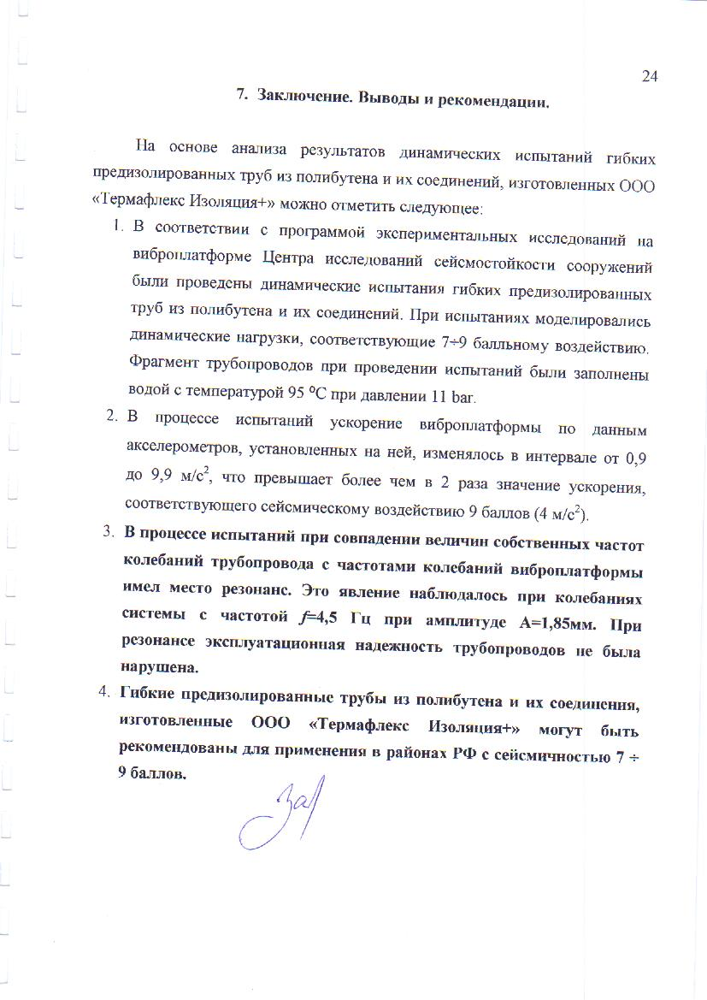 24
7. Заключение. Выводы и рекомендации.
На основе анализа результатов динамических испытаний гибких
предизолированных труб из полибутена и их соединений, изготовленных ООО
«Термафлекс Изоляция+» можно отметить следующее:
1. В соответствии с программой экспериментальных исследований на
виброплатформе Центра исследований сейсмостойкости сооружений
были проведены динамические испытания гибких предизолированных
труб из полибутена и их соединений. При испытаниях моделировались
динамические нагрузки, соответствующие 7÷9 балльному воздействию.
Фрагмент трубопроводов при проведении испытаний были заполнены
водой с температурой 95 ⁰С при давлении 11 bar.
2. В процессе испытаний ускорение виброплатформы по данным
акселерометров, установленных на ней, изменялось в интервале от 0,9
до 9,9 м/с², что превышает более чем в 2 раза значение ускорения,
соответствующего сейсмическому воздействию 9 баллов (4 м/с²).
3. В процессе испытаний при совпадении величин собственных частот
колебаний трубопровода с частотами колебаний виброплатформы
имел место резонанс. Это явление наблюдалось при колебаниях
системы с частотой f=4,5 Гц при амплитуде А=1,85мм. При
резонансе эксплуатационная надежность трубопроводов не была
нарушена.
4. Гибкие предизолированные трубы из полибутена и их соединения,
изготовленные ООО «Термафлекс Изоляция+» могут быть
рекомендованы для применения в районах РФ с сейсмичностью 7 ÷
9 баллов.